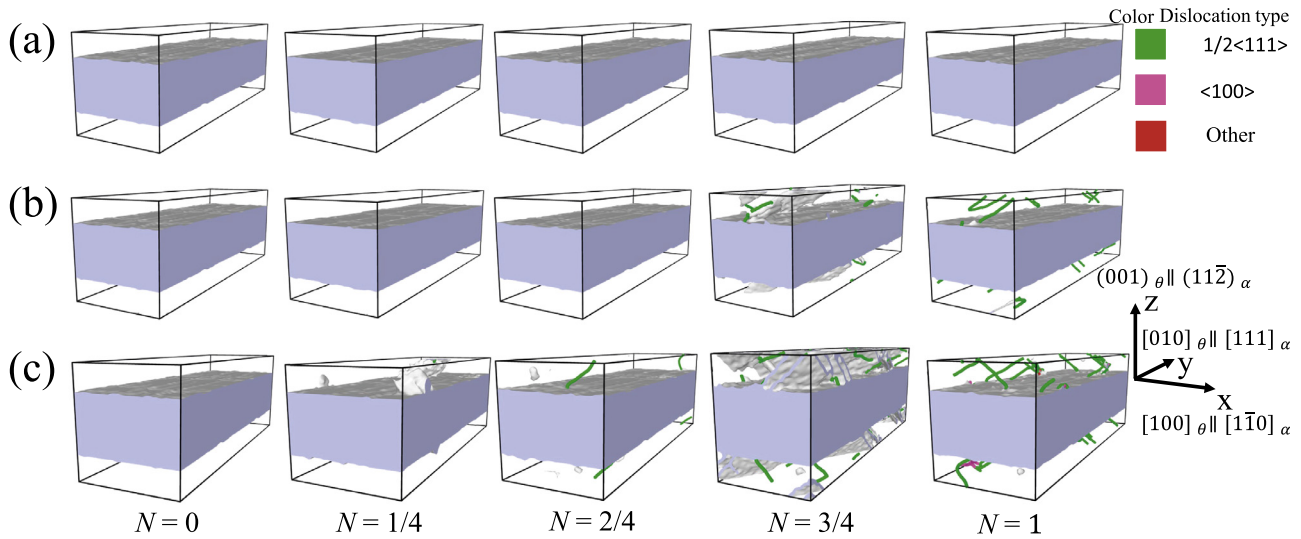 (a)
Color Dislocation type
1/2<111>
<100>
Other
(b)
(001) θ ∥ (112̅) α
z
[010] θ ∥ [111] α
y
x
[100] θ ∥ [11̅0] α
(c)
N = 0
N = 1/4
N = 2/4
N = 3/4
N = 1